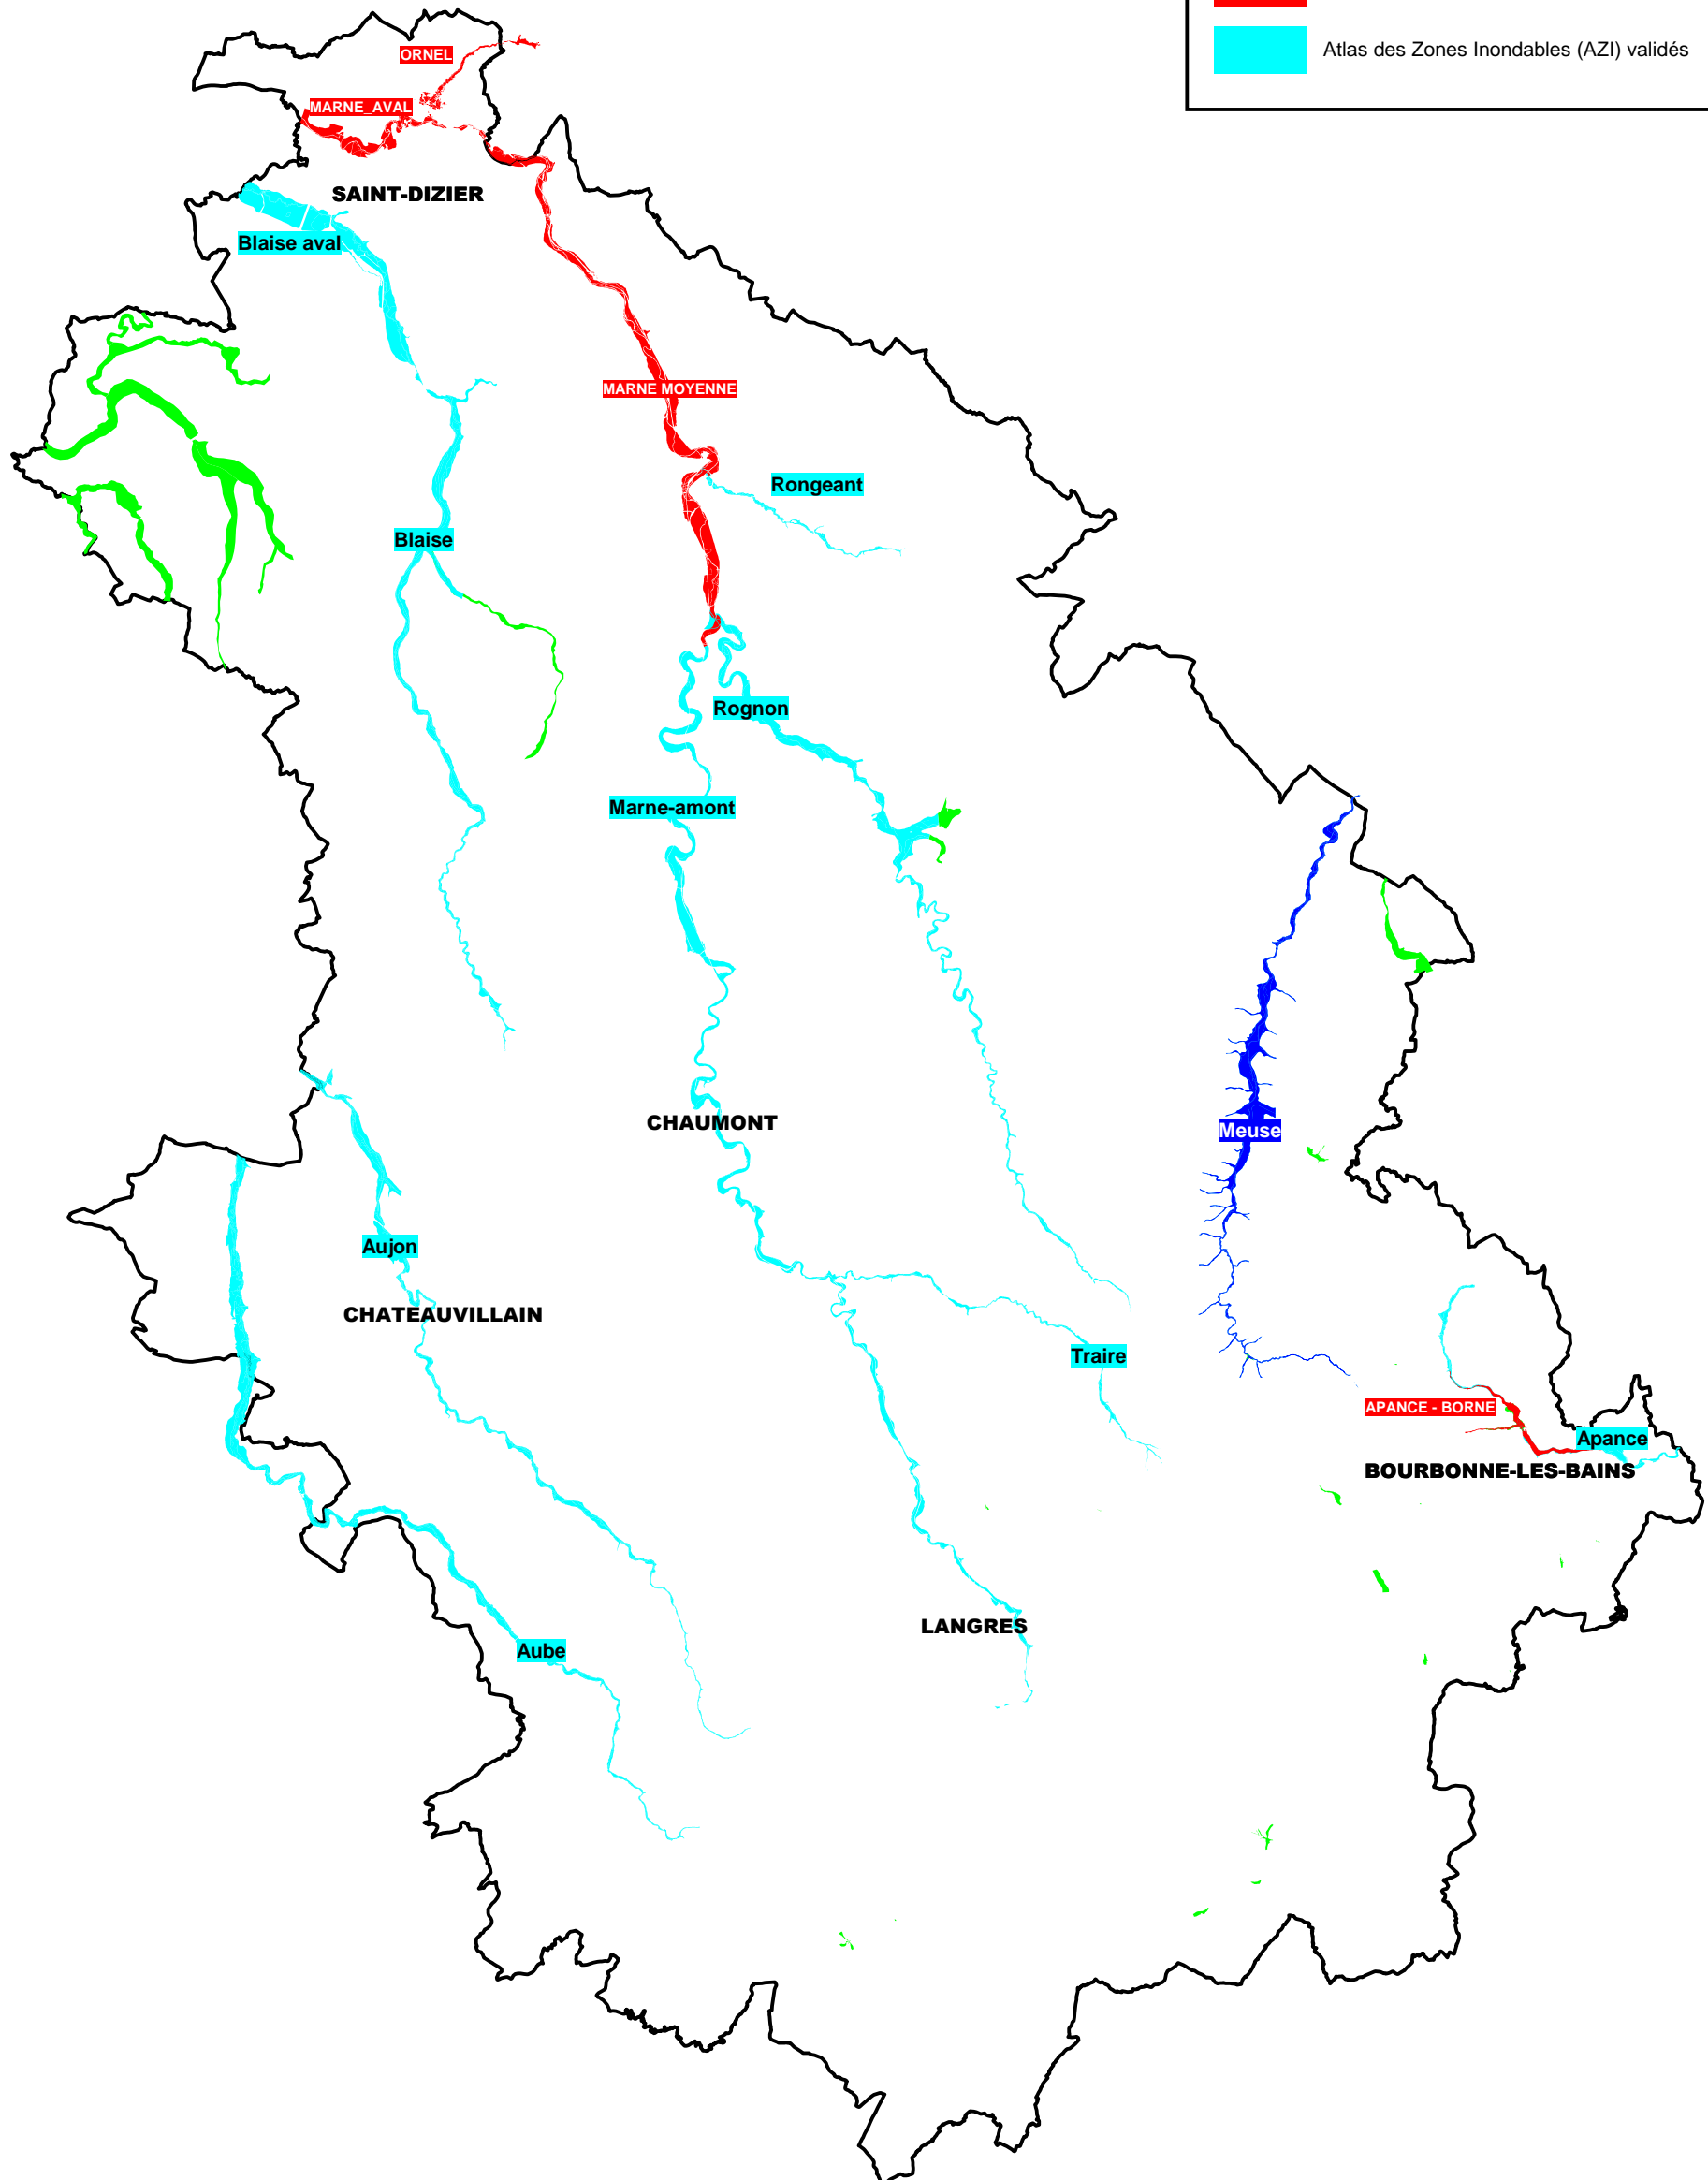 ORNEL
Atlas des Zones Inondables (AZI) validés
MARNE_AVAL
SAINT-DIZIER
Blaise aval
MARNE MOYENNE
Rongeant
Blaise
Rognon
Marne-amont
CHAUMONT
Meuse
Aujon
CHATEAUVILLAIN
Traire
APANCE - BORNE
Apance
BOURBONNE-LES-BAINS
LANGRES
Aube